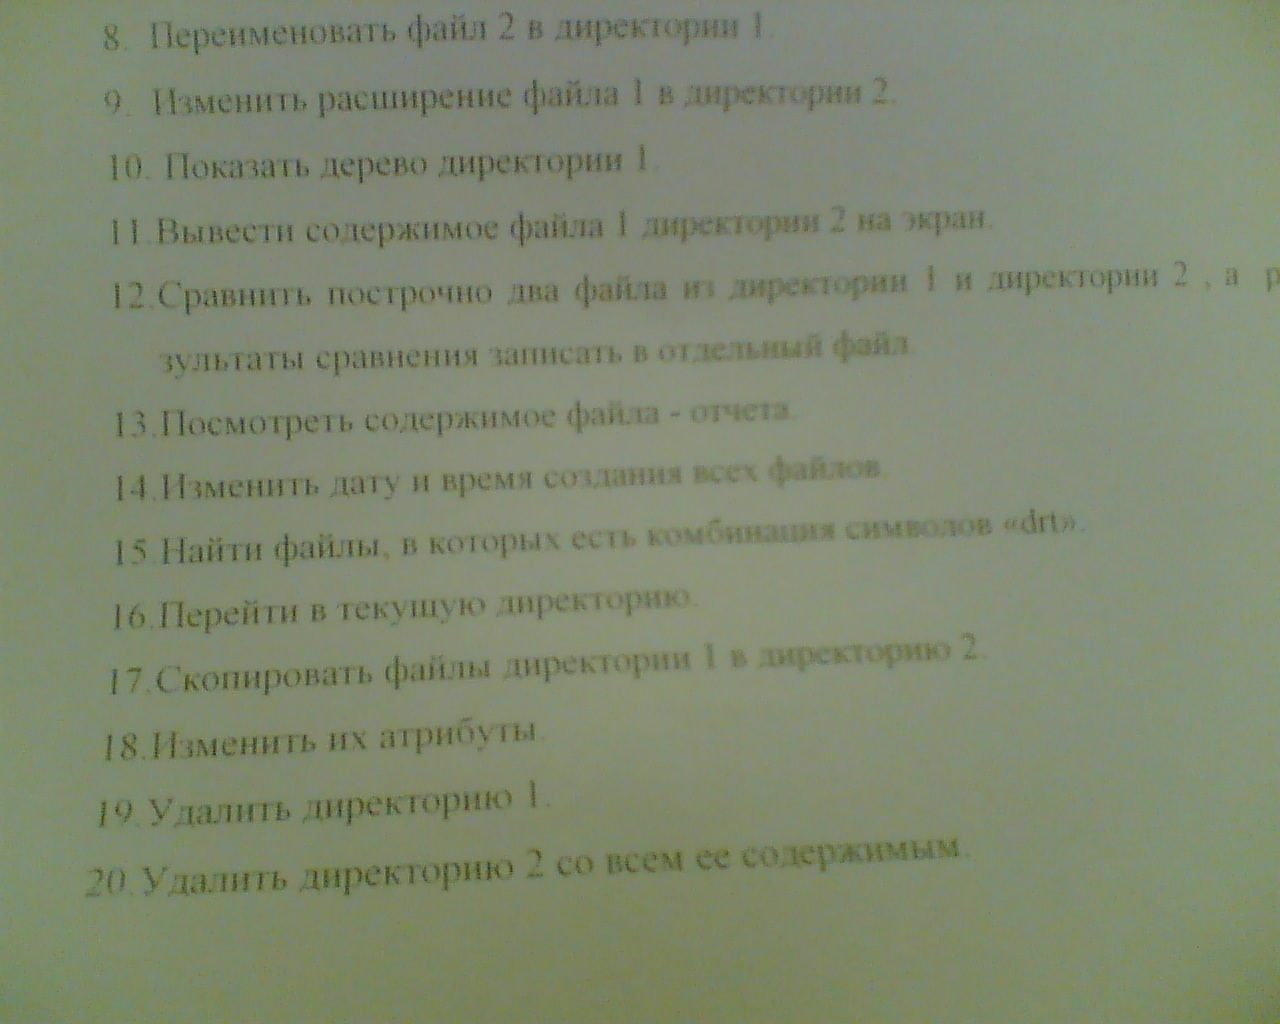 8. Переименовать файл 2 в директории 1.
9. Изменить расширение файла 1 в директории 2.
10. Показать дерево директории 1.
11.Вывести содержимое файла 1 директории 2 на экран.
12.Сравнить построчно два файла из директории 1 и директории 2 , а р
зультаты сравнения записать в отдельный файл.
13.Посмотреть содержимое файла - отчета.
14.Изменить дату и время создания всех файлов.
15.Найти файлы, в которых есть комбинация символов «drt».
16.Перейти в текущую директорию.
17.Скопировать файлы директории 1 в директорию 2.
18.Изменить их атрибуты.
19.Удалить директорию 1.
20.Удалить директорию 2 со всем ее содержимым.